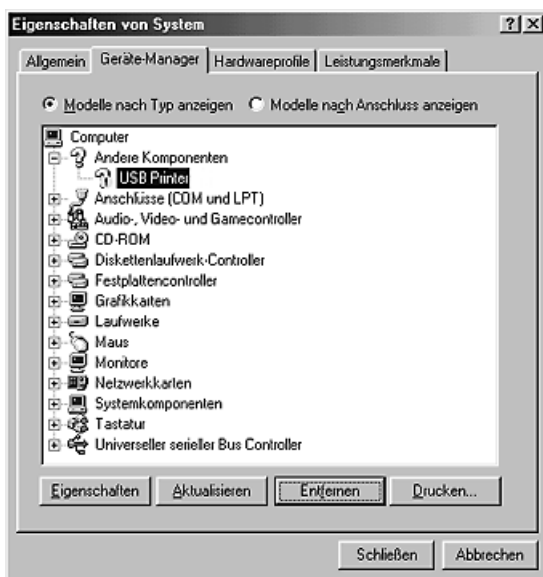 Eigenschaften von System
Allgemein Geräte-Manager Hardwareprofile Leistungsmerkmale
Modelle nach Typ anzeigen Modelle nach Anschluss anzeigen
Computer
Andere Komponenten
USB Printer
Anschlüsse (COM und LPT)
Audio-, Video- und Gamecontroller
CD-ROM
Diskettenlaufwerk-Controller
Festplattencontroller
Grafikkarten
Laufwerke
Maus
Monitore
Netzwerkkarten
Systemkomponenten
Tastatur
Universeller serieller Bus Controller
Eigenschaften Aktualisieren Entfernen Drucken...
Schließen Abbrechen